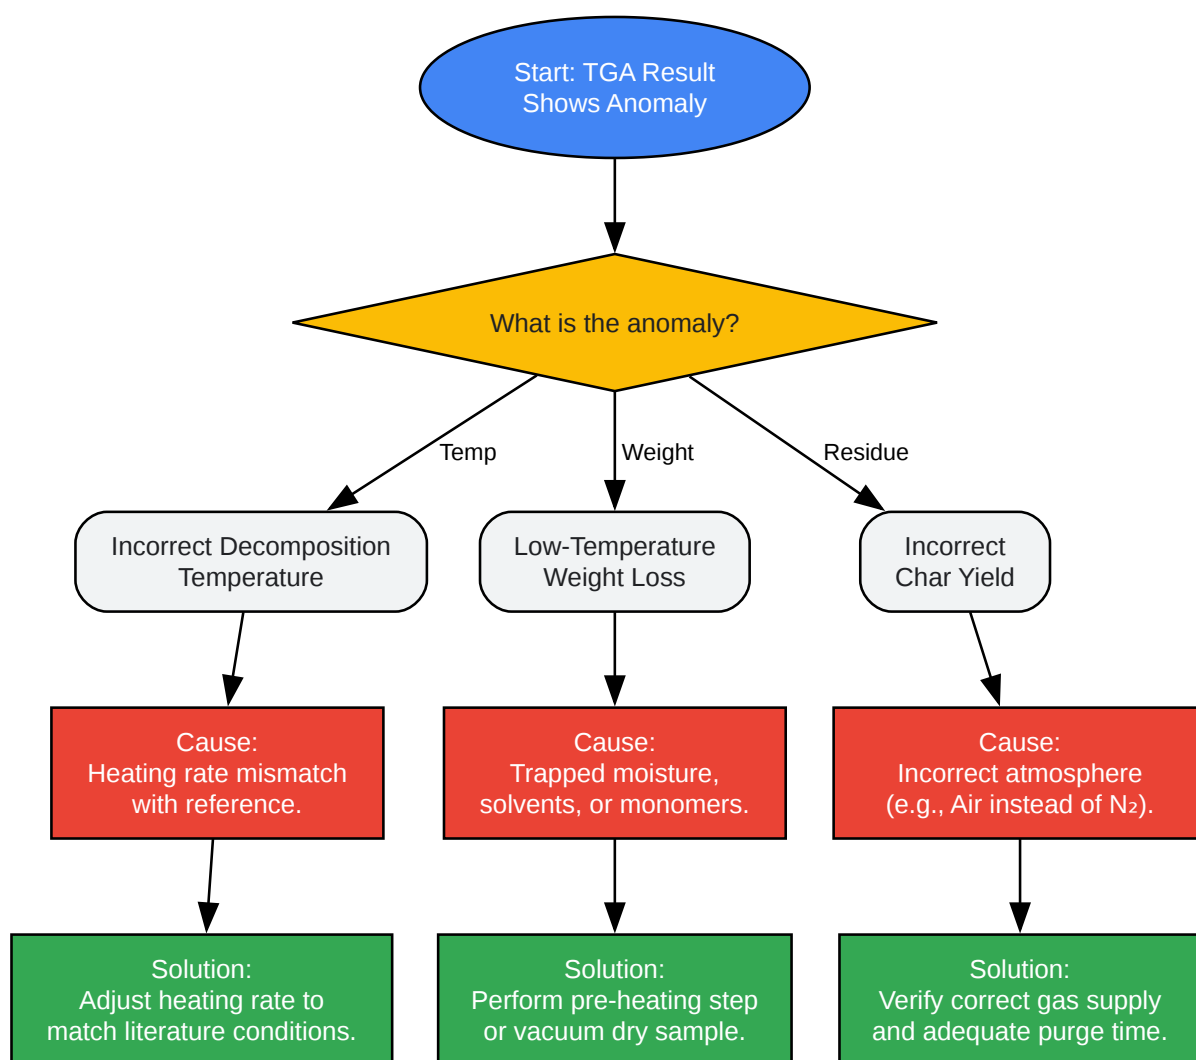 Start: TGA Result
Shows Anomaly
What is the anomaly?
Temp
Weight
Residue
Incorrect Decomposition
Temperature
Low-Temperature
Weight Loss
Incorrect
Char Yield
Cause:
Heating rate mismatch
with reference.
Cause:
Trapped moisture,
solvents, or monomers.
Cause:
Incorrect atmosphere
(e.g., Air instead of N₂).
Solution:
Adjust heating rate to
match literature conditions.
Solution:
Perform pre-heating step
or vacuum dry sample.
Solution:
Verify correct gas supply
and adequate purge time.